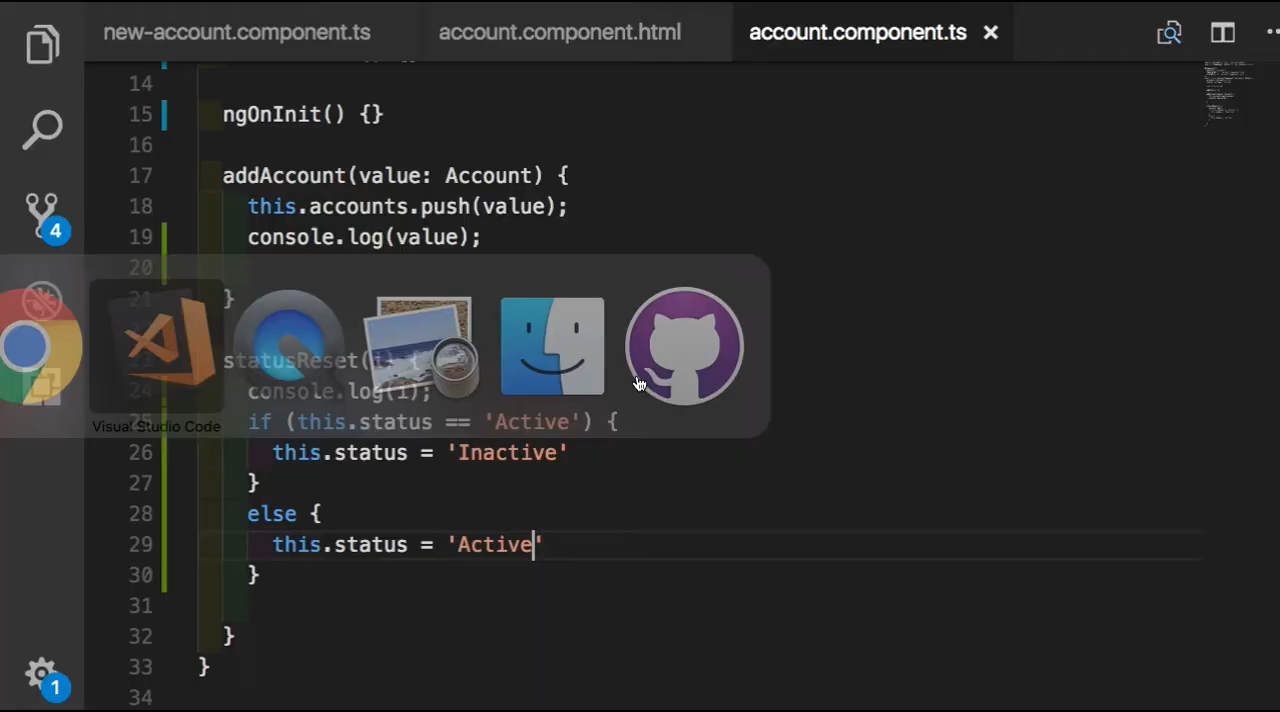 new-account.component.ts account.component.html account.component.ts
14
15 ngOnInit() {}
16
17 addAccount(value: Account) {
18 this.accounts.push(value);
19 console.log(value);
20
21 }
statusReset(i) {
24 console.log(i);
25 if (this.status == 'Active') {
26 this.status = 'Inactive'
27 }
28 else {
29 this.status = 'Active'
30 }
31
32 }
33 }
34
4
Visual Studio Code
1